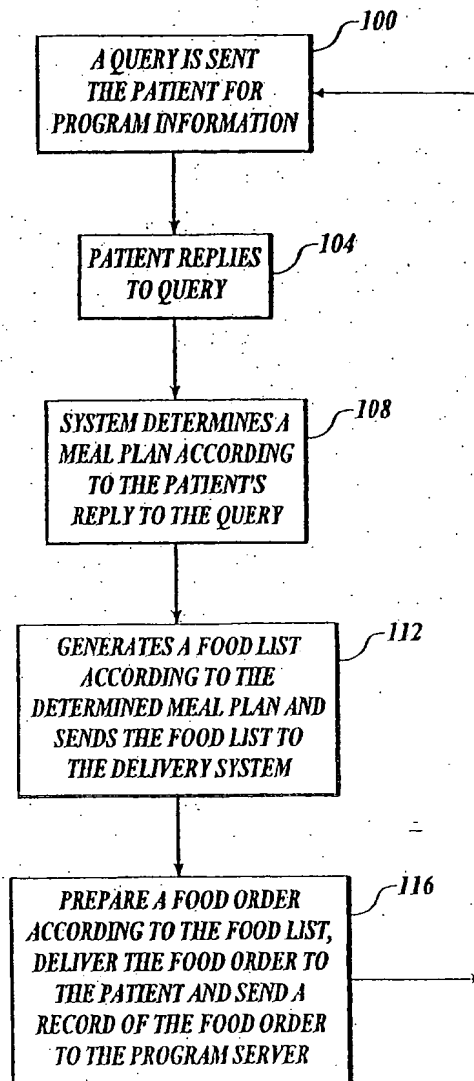 100
A QUERY IS SENT
THE PATIENT FOR
PROGRAM INFORMATION
104
PATIENT REPLIES
TO QUERY
108
SYSTEM DETERMINES A
MEAL PLAN ACCORDING
TO THE PATIENT'S
REPLY TO THE QUERY
112
GENERATES A FOOD LIST
ACCORDING TO THE
DETERMINED MEAL PLAN AND
SENDS THE FOOD LIST TO
THE DELIVERY SYSTEM
116
PREPARE A FOOD ORDER
ACCORDING TO THE FOOD LIST,
DELIVER THE FOOD ORDER TO
THE PATIENT AND SEND A
RECORD OF THE FOOD ORDER
TO THE PROGRAM SERVER